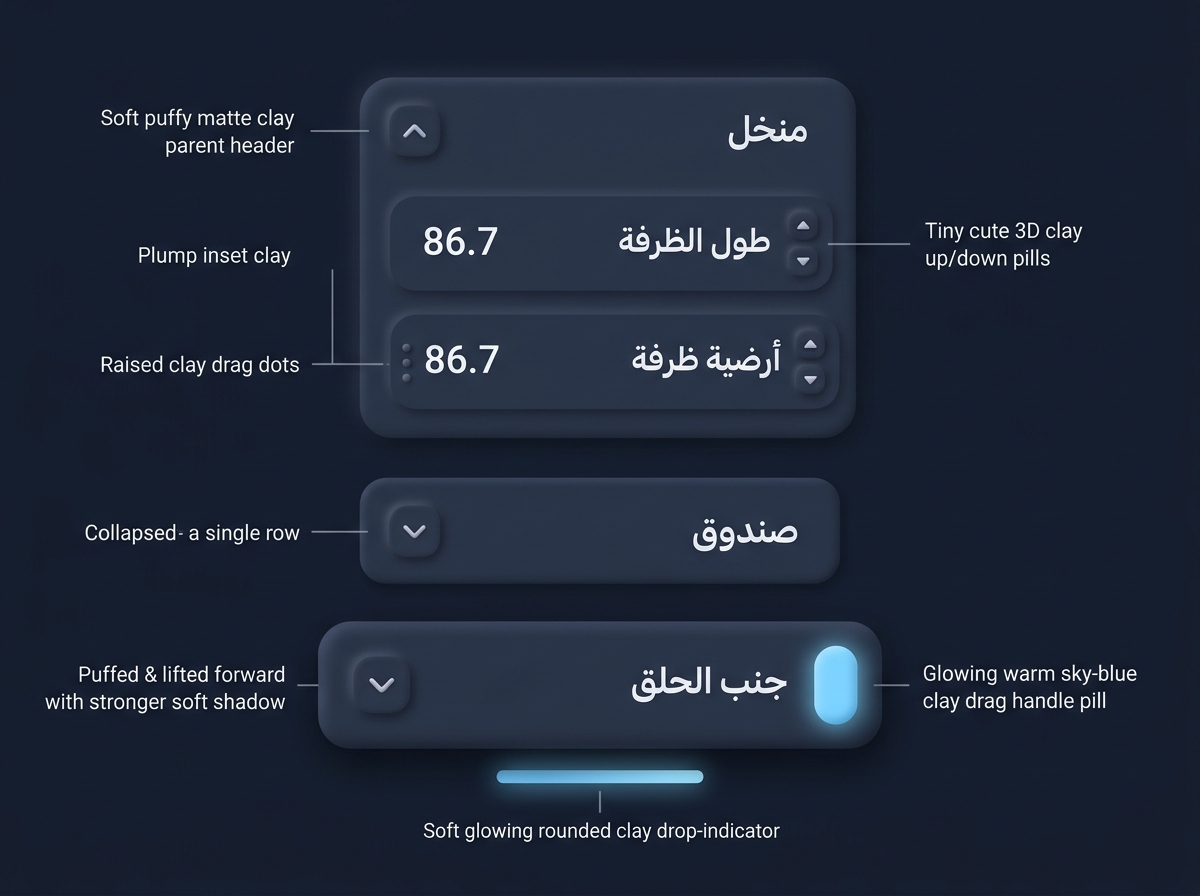 Soft puffy matte clay
parent header
منخل
Plump inset clay
86.7
طول الظرفة
Tiny cute 3D clay
up/down pills
Raised clay drag dots
86.7
أرضية ظرفة
Collapsed- a single row
صندوق
Puffed & lifted forward
with stronger soft shadow
جنب الحلق
Glowing warm sky-blue
clay drag handle pill
Soft glowing rounded clay drop-indicator